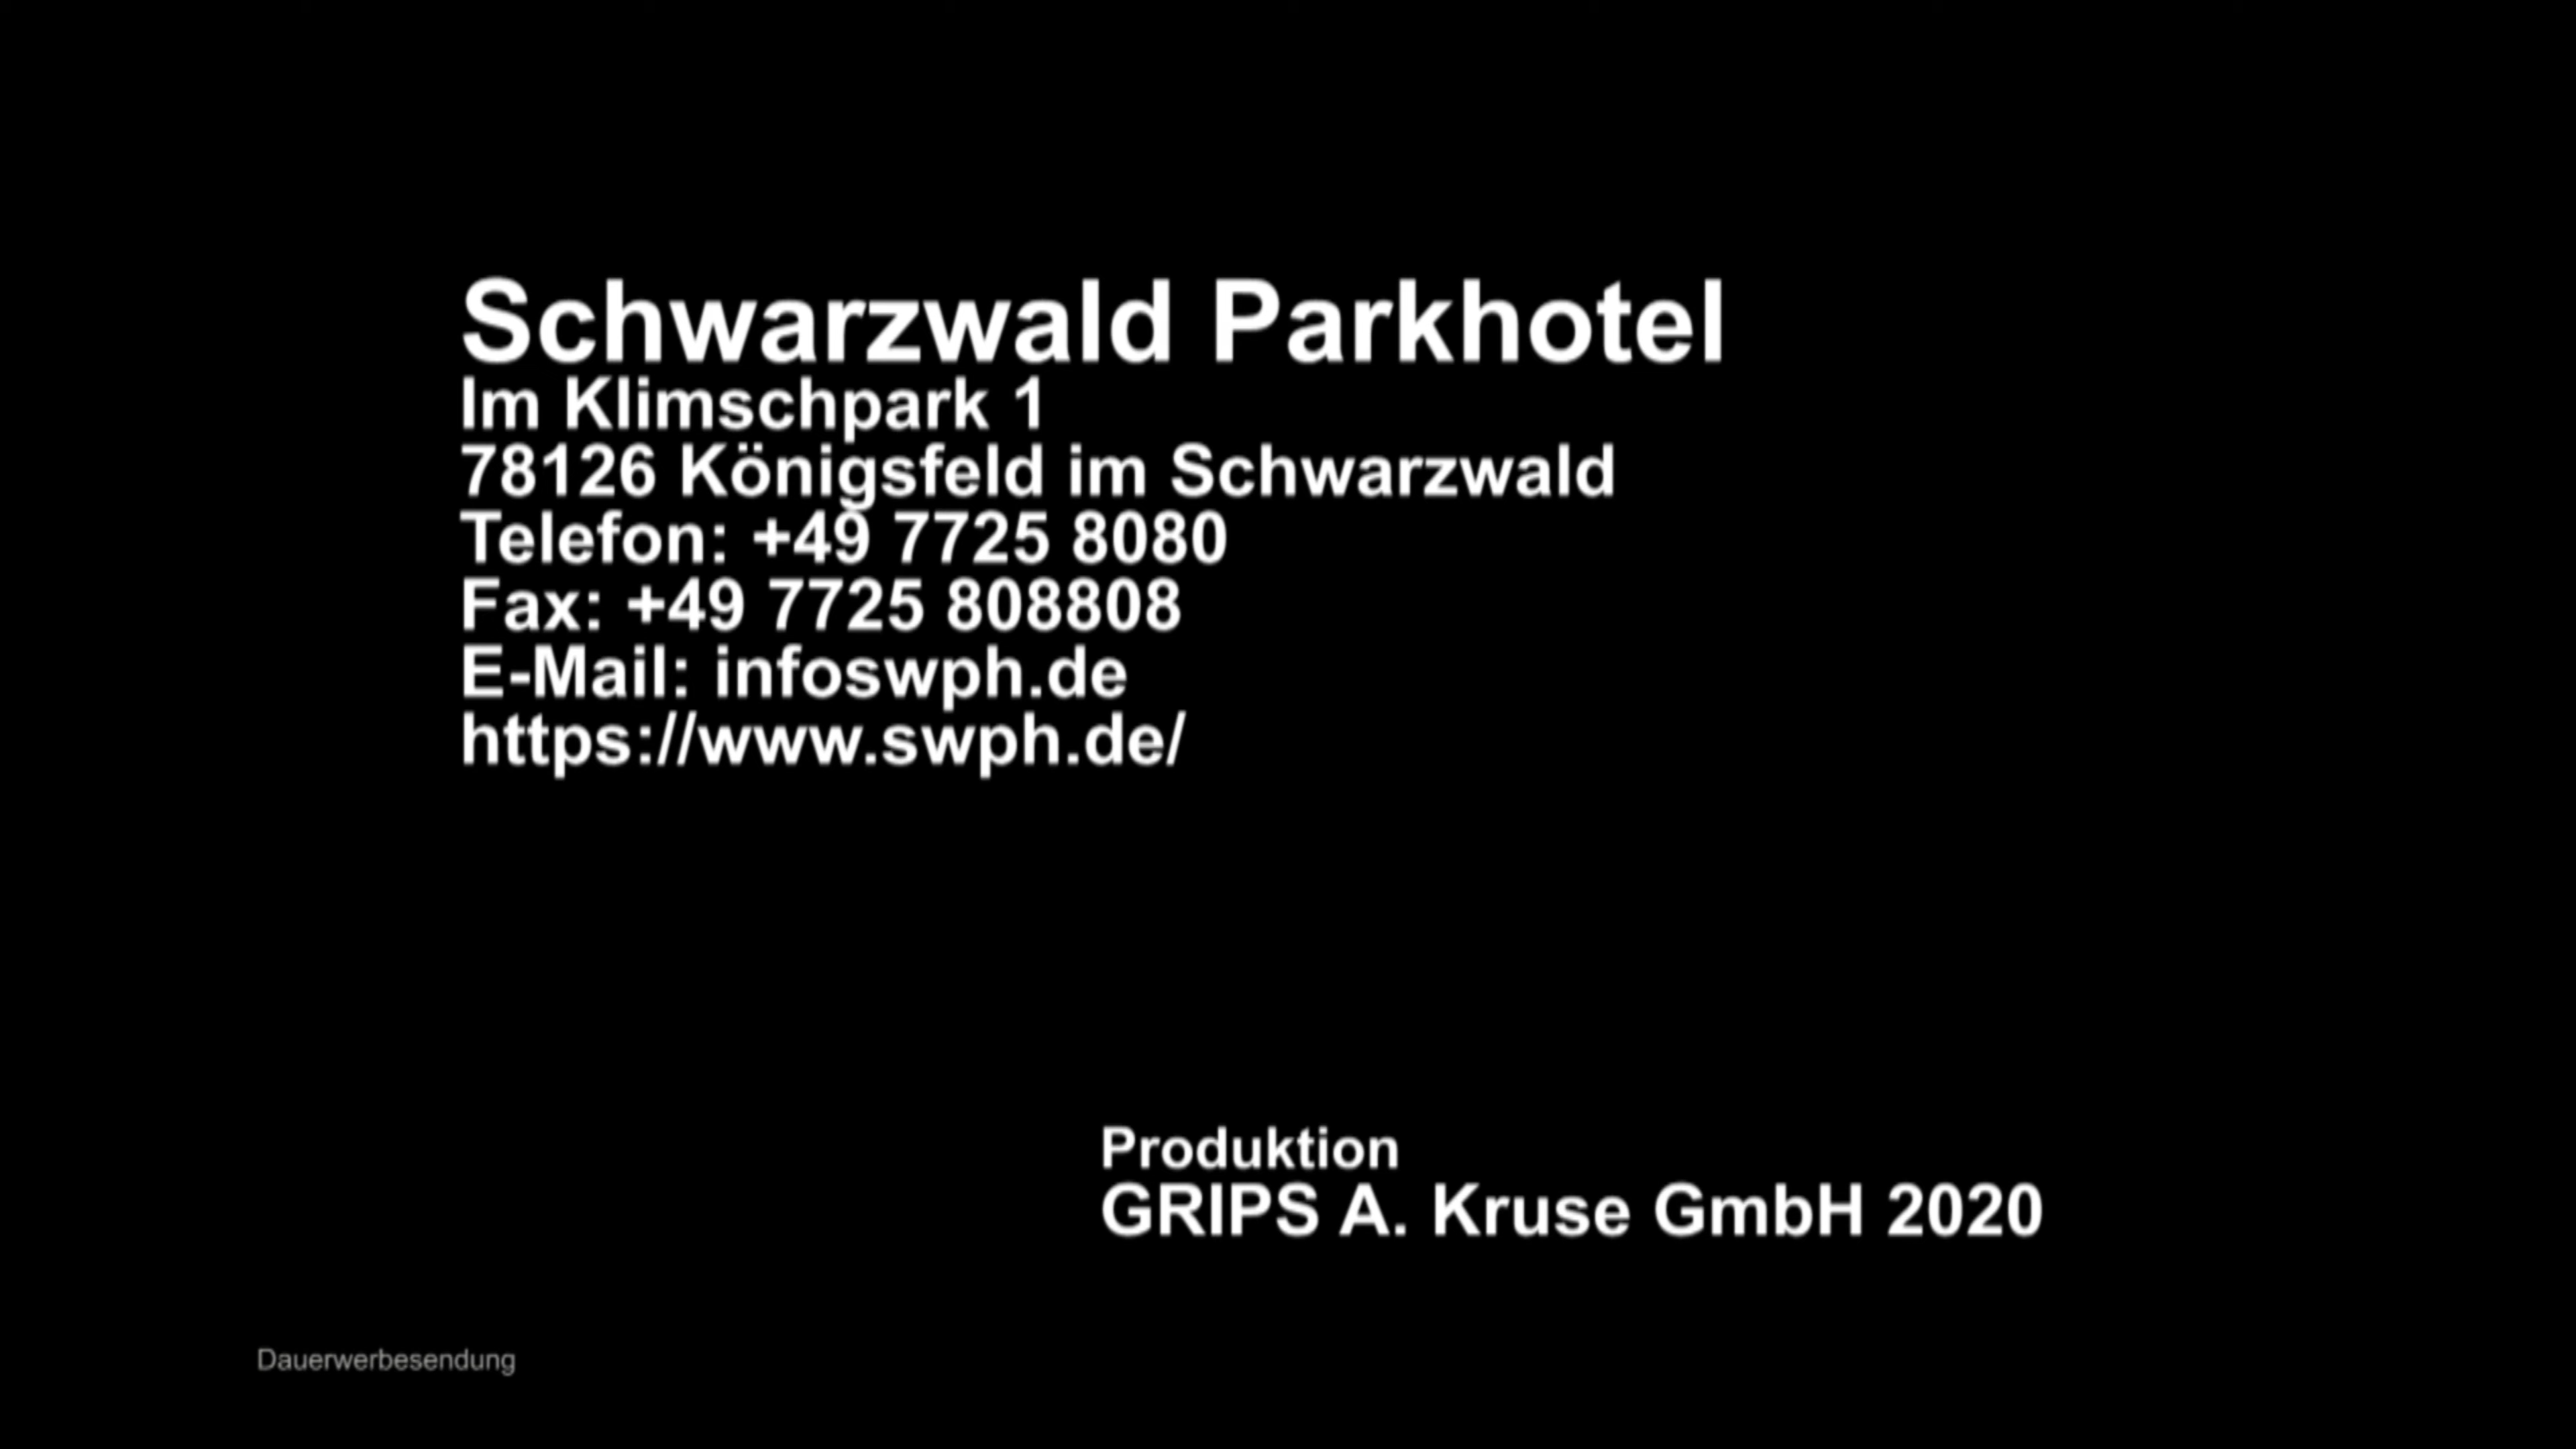 Schwarzwald Parkhotel
Im Klimschpark 1
78126 Königsfeld im Schwarzwald
Telefon: +49 7725 8080
Fax: +49 7725 808808
E-Mail: infoswph.de
https://www.swph.de/
Produktion
GRIPS A. Kruse GmbH 2020
Dauerwerbesendung